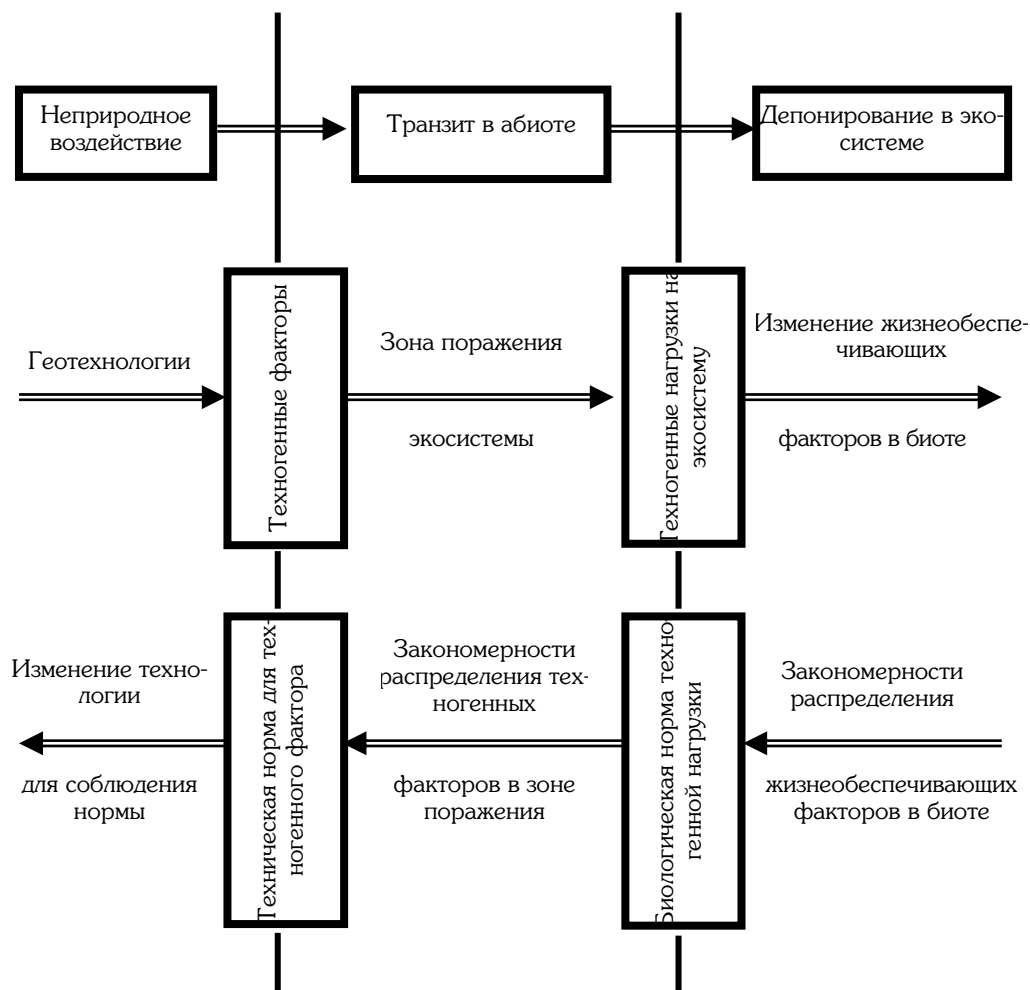 Неприродное
воздействие
Транзит в абиоте
Депонирование в эко-
системе
Геотехнологии
Техногенные факторы
Зона поражения
экосистемы
Техногенные нагрузки на
экосистему
Изменение жизнеобеспе-
чивающих
факторов в биоте
Изменение техно-
логии
для соблюдения
нормы
Техническая норма для тех-
ногенного фактора
Закономерности
распределения тех-
ногенных
факторов в зоне
поражения
Биологическая норма техно-
генной нагрузки
Закономерности
распределения
жизнеобеспечивающих
факторов в биоте